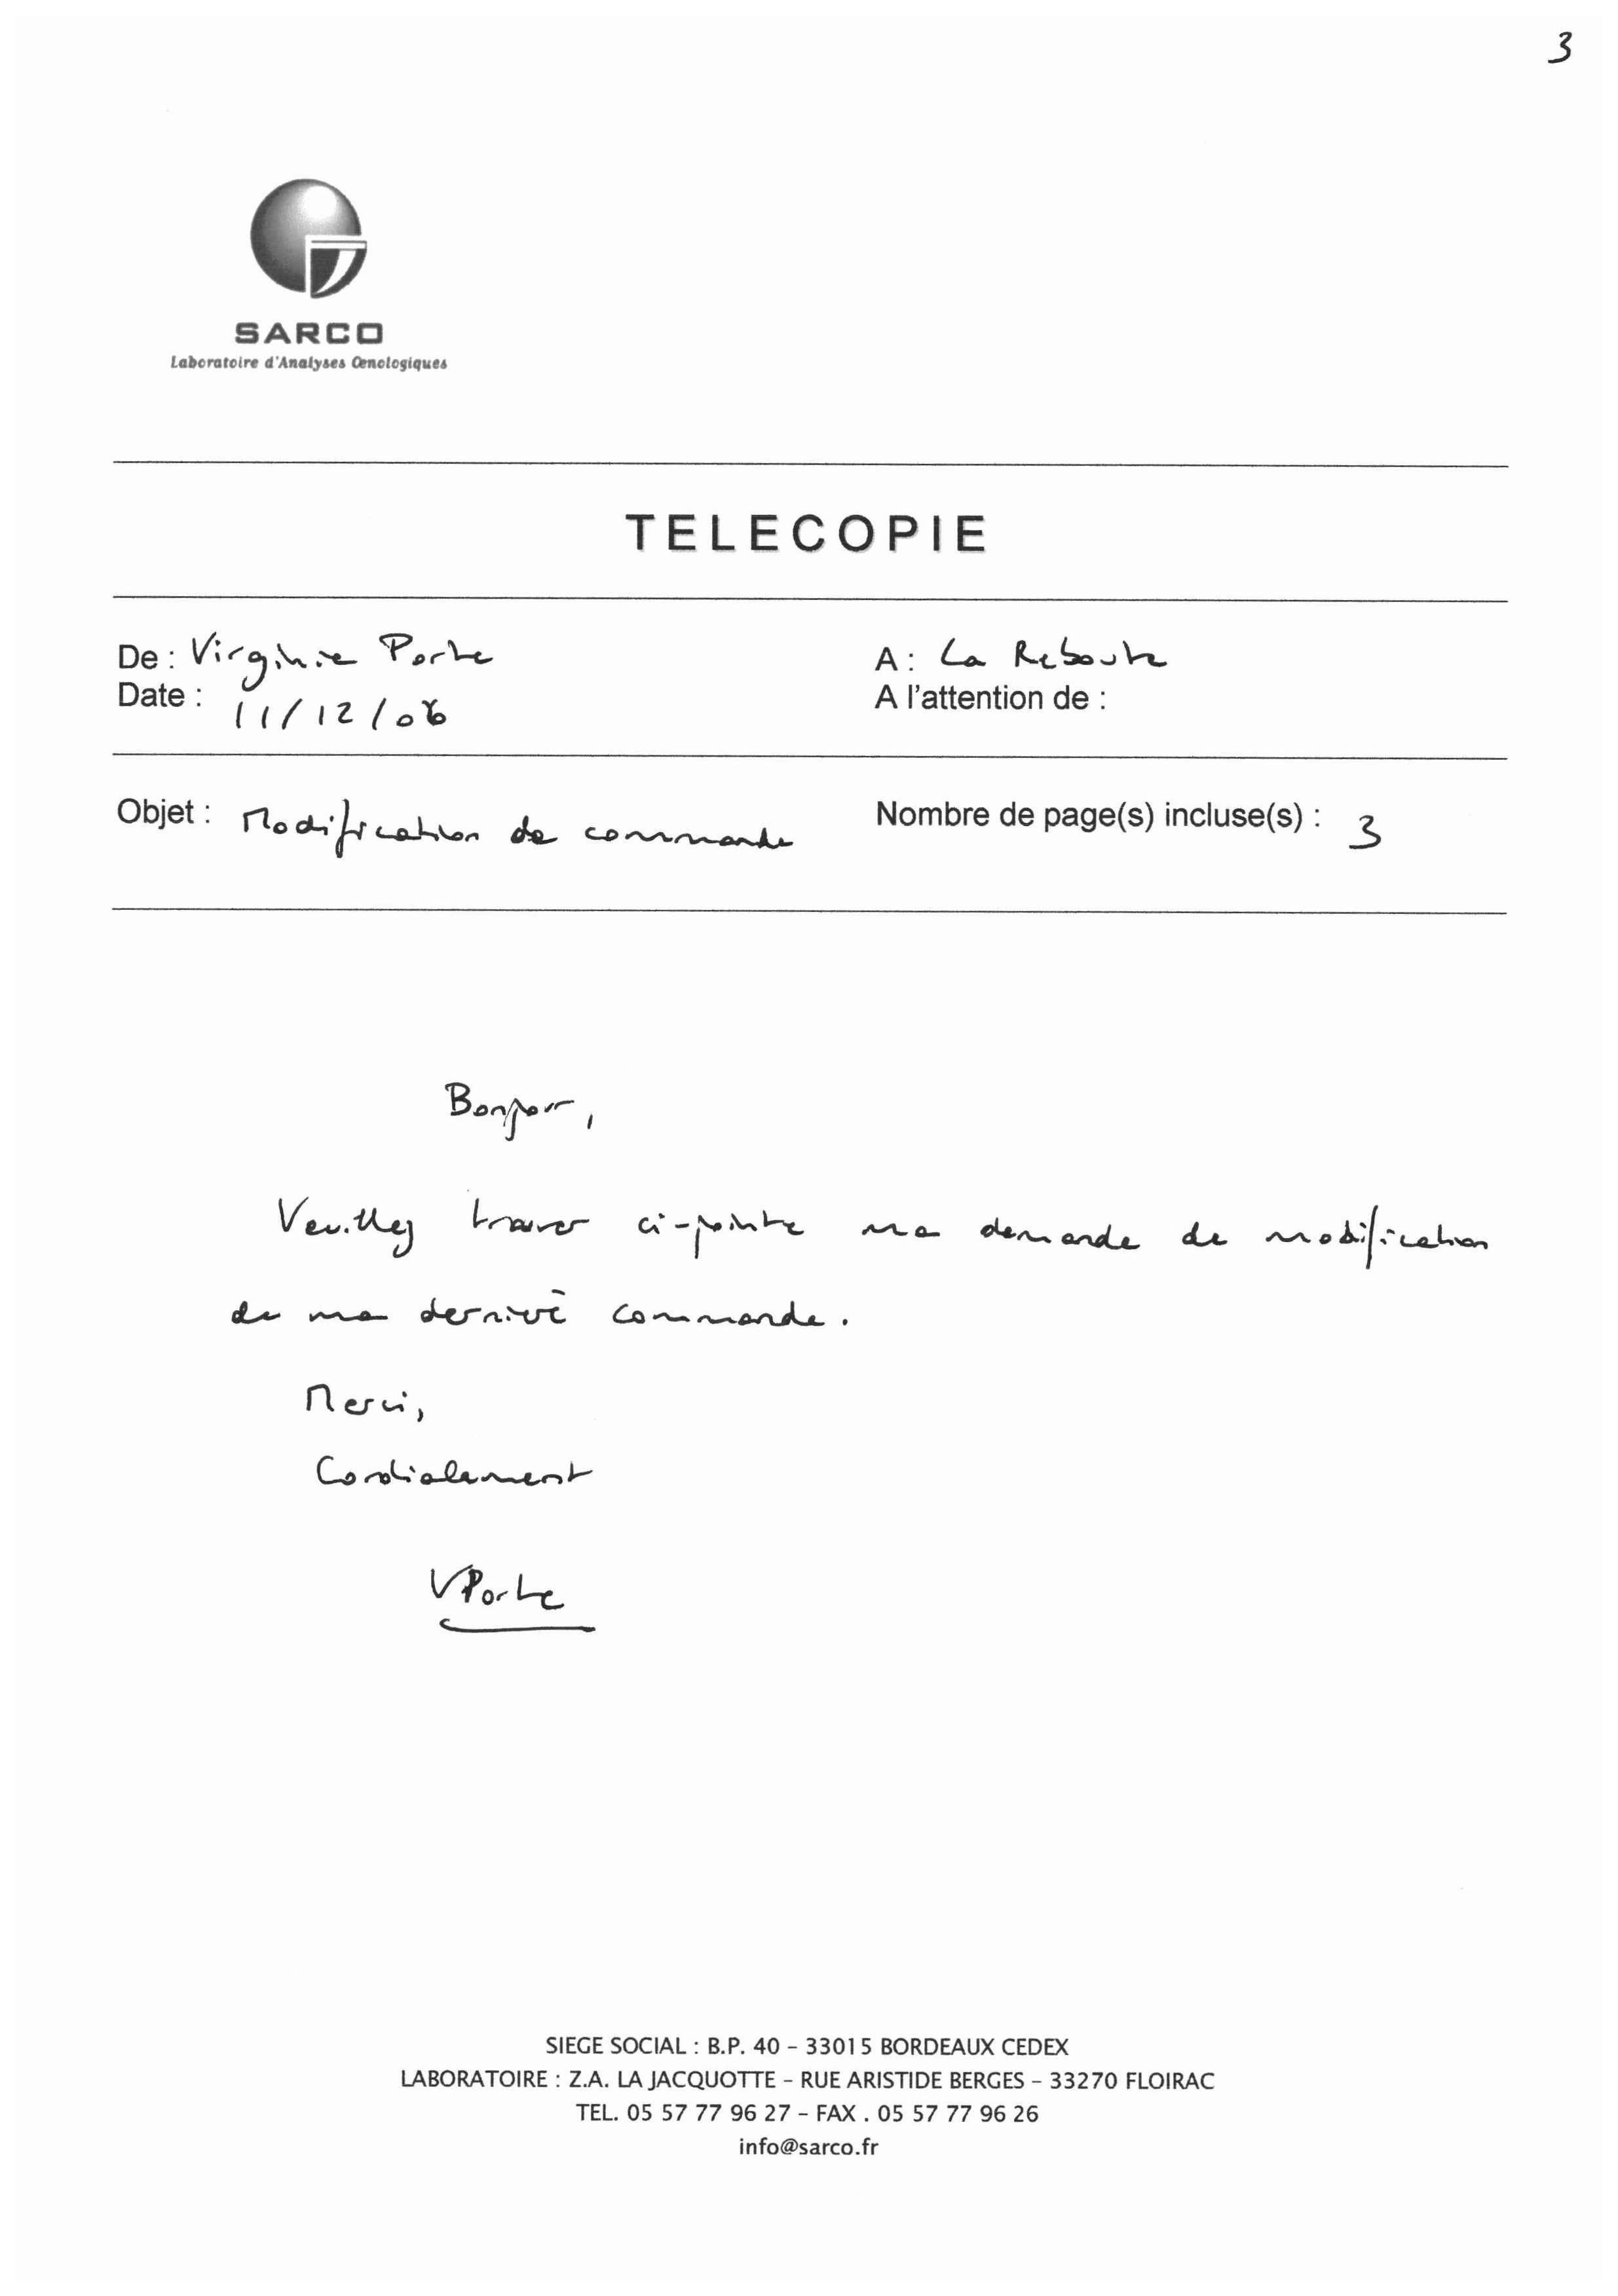 3
SARCO
Laboratoire d'Analyses Œnologiques
TELECOPIE
De : Virginie Porte
A : La Reboute
Date : 11/12/06
A l'attention de :
Objet : Modification de commande
Nombre de page(s) incluse(s) : 3
Bonjour,
Veuillez trouver ci-jointe ma demande de modification
de ma dernière commande.
Merci,
Cordialement
VPorte
SIEGE SOCIAL : B.P. 40 – 33015 BORDEAUX CEDEX
LABORATOIRE : Z.A. LA JACQUOTTE – RUE ARISTIDE BERGES – 33270 FLOIRAC
TEL. 05 57 77 96 27 – FAX . 05 57 77 96 26
info@sarco.fr